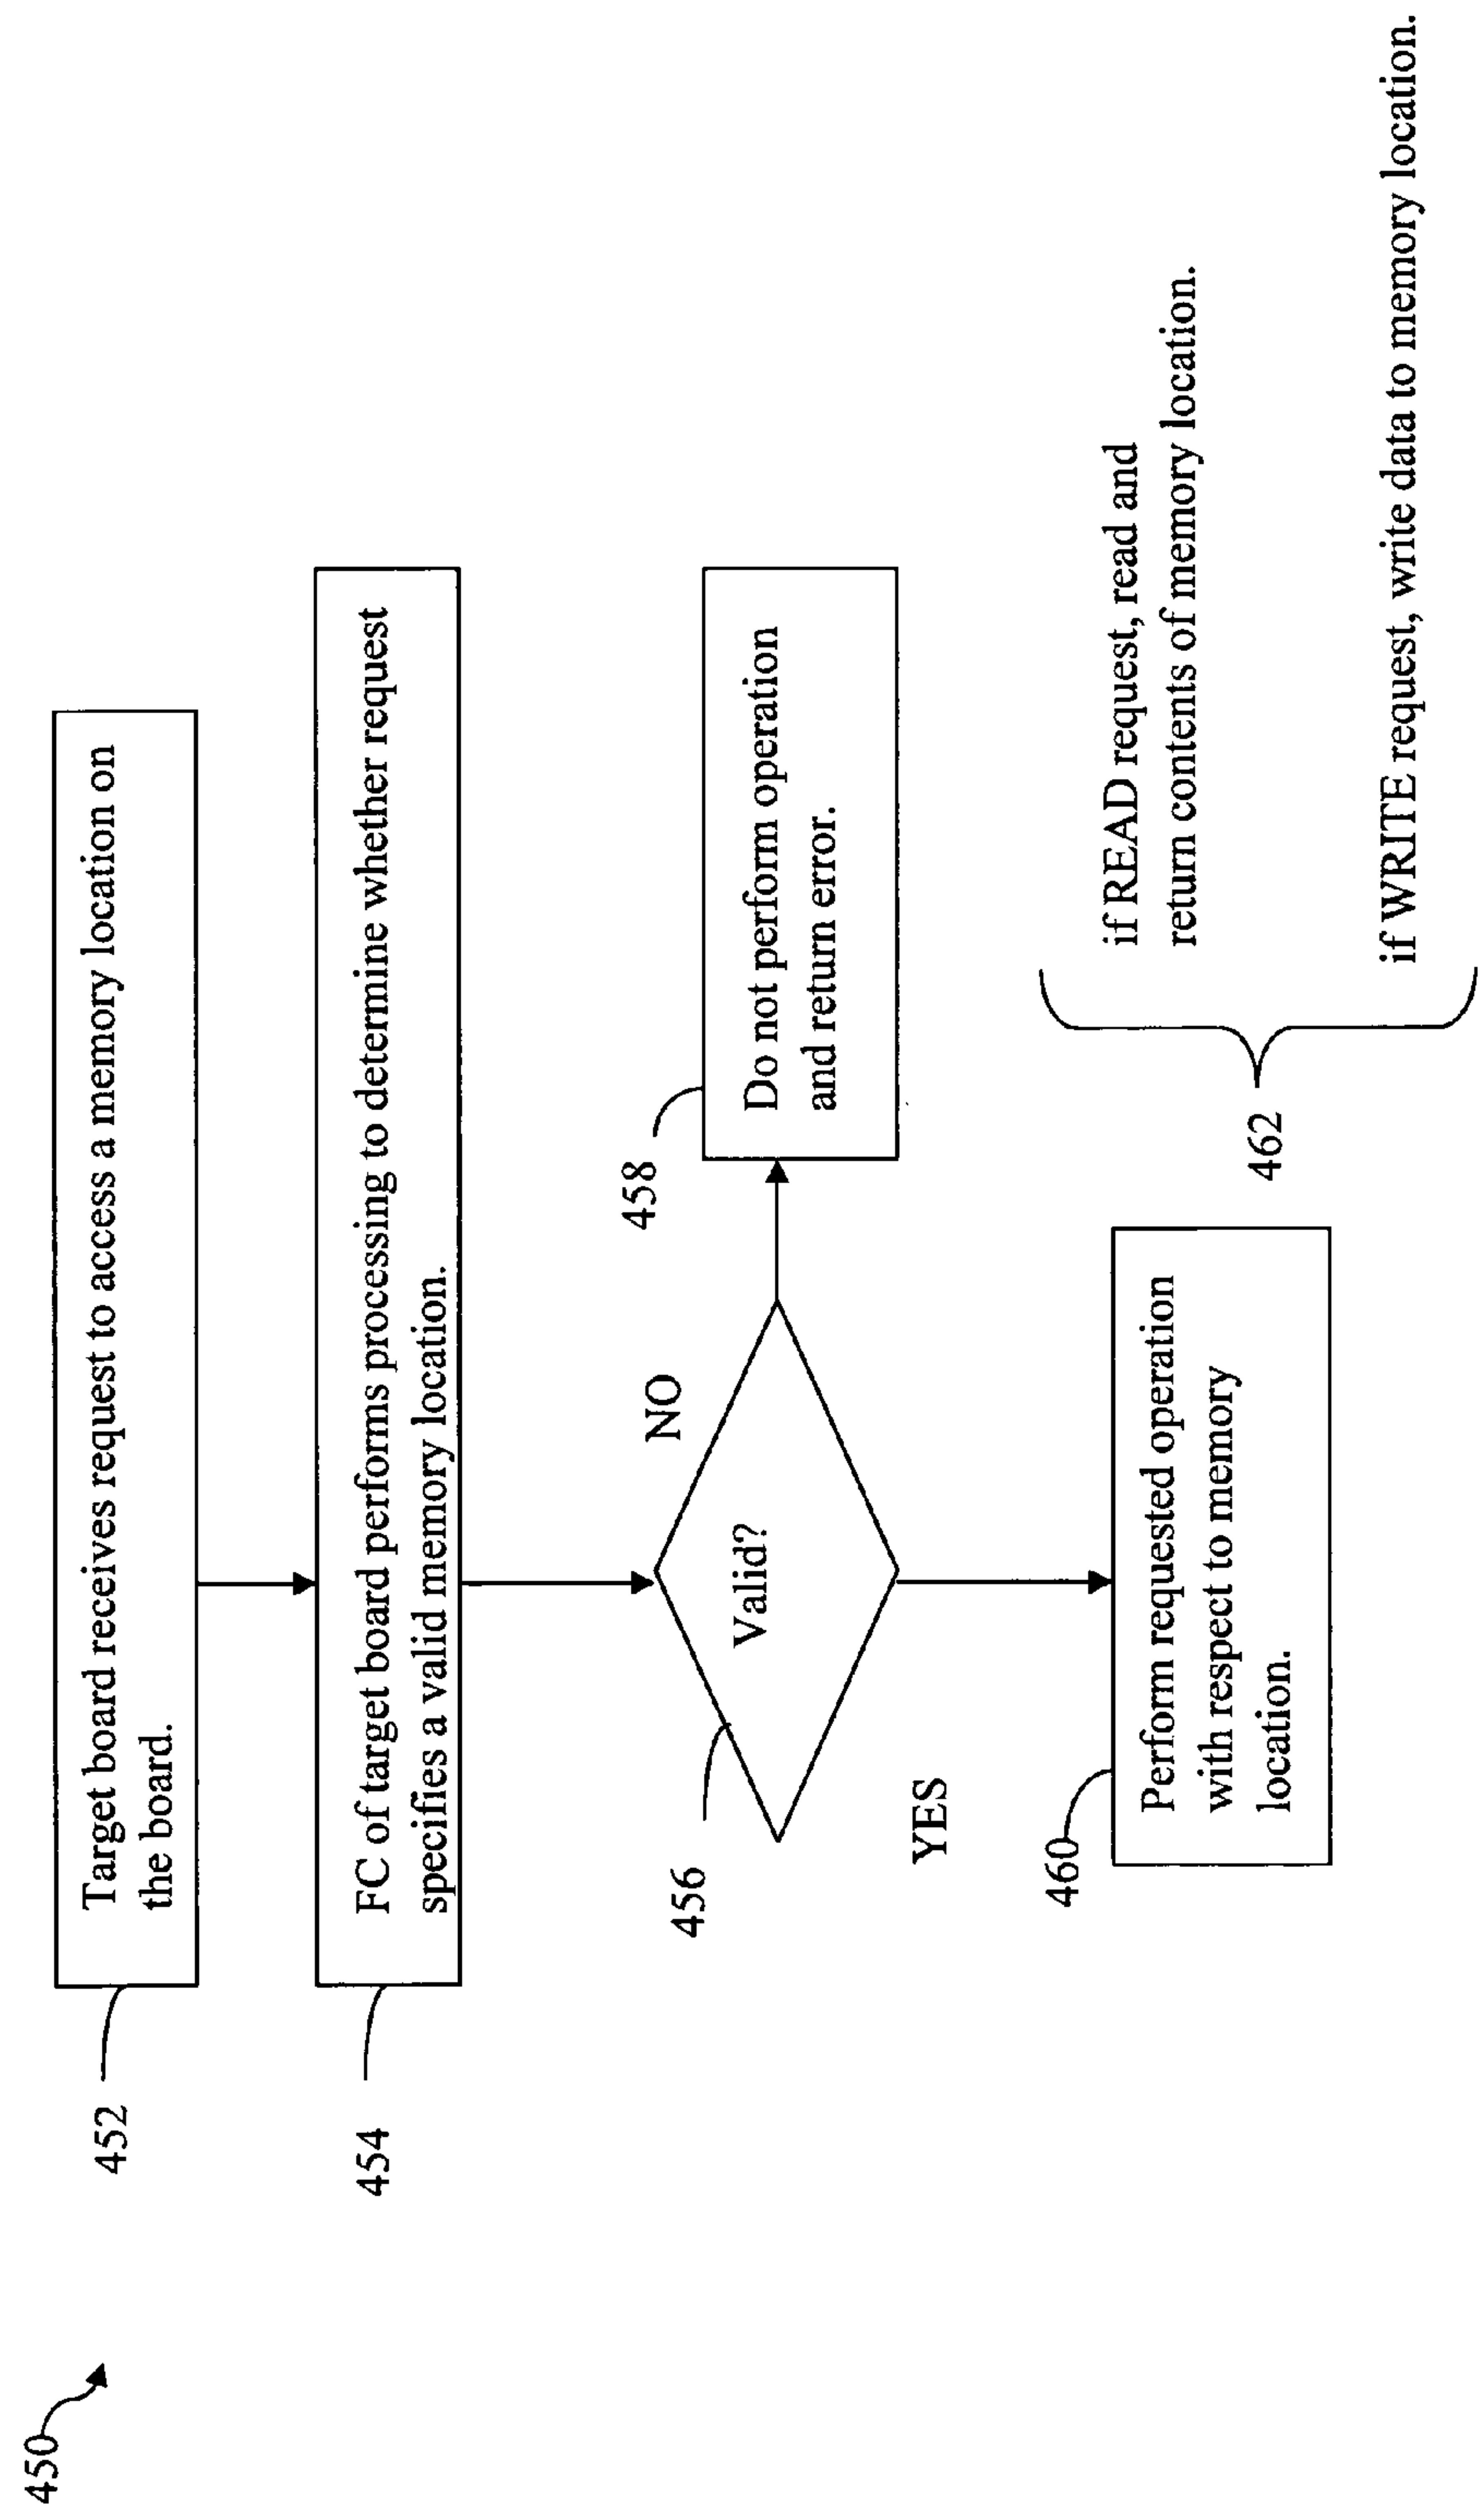 450
452
Target board receives request to access a memory location on
the board.
454
FC of target board performs processing to determine whether request
specifies a valid memory location.
456
Valid?
NO
458
Do not perform operation
and return error.
YES
460
Perform requested operation
with respect to memory
location.
462
if READ request, read and
return contents of memory location.
if WRITE request, write data to memory location.